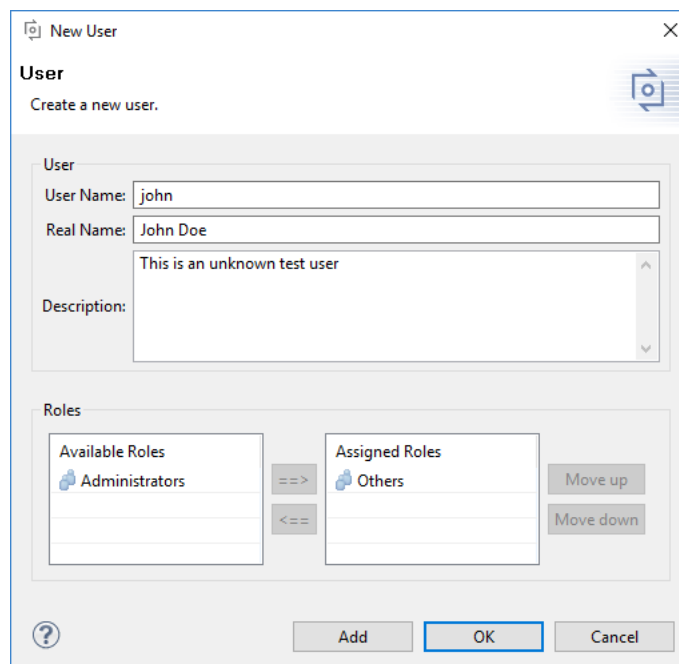 New User
User
Create a new user.
User
User Name: john
Real Name: John Doe
Description: This is an unknown test user
Roles
Available Roles
Administrators
==>
<==
Assigned Roles
Others
Move up
Move down
?
Add OK Cancel